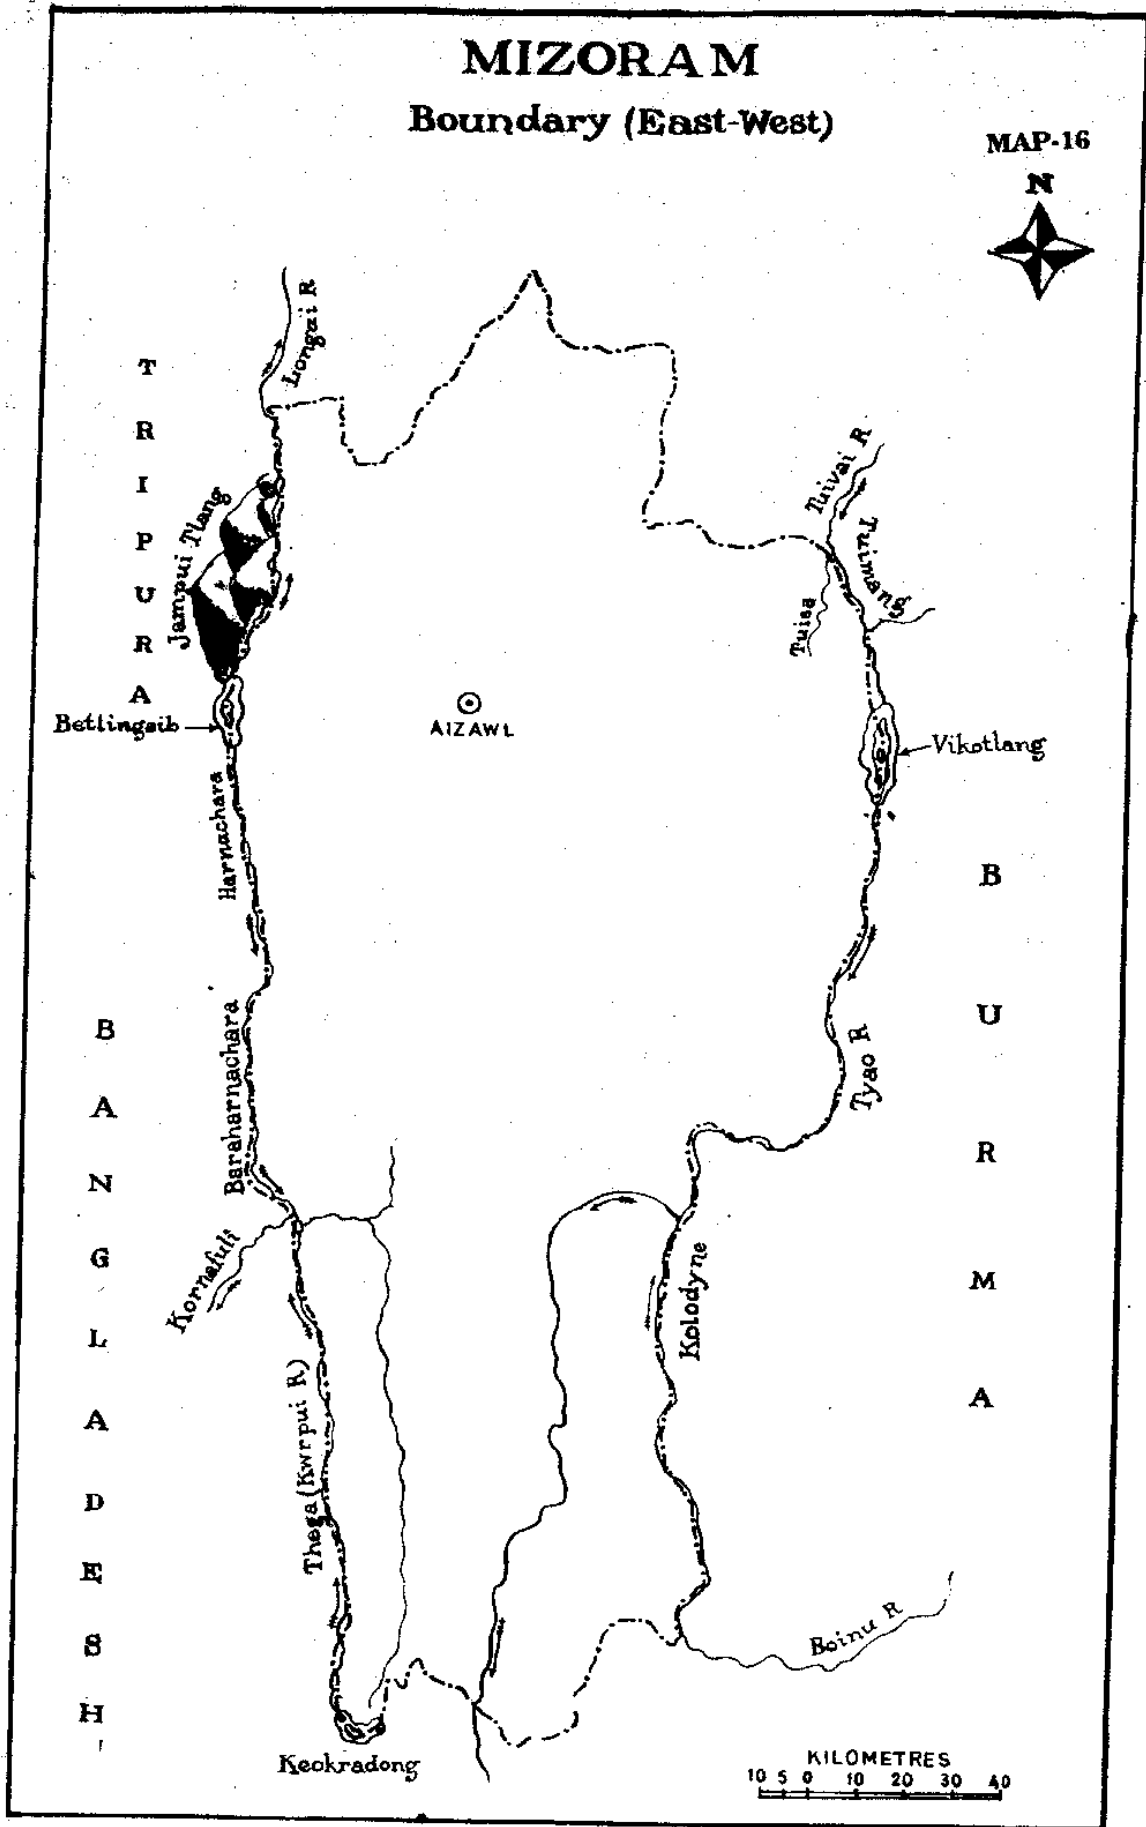 MIZORAM
Boundary (East-West)
MAP-16
N
Longai R
TRIPURA
Jampui Tlang
Tuivai R
Tuimang
Tuisa
Betlingsib
AIZAWL
Vikotlang
Harnachara
BURMA
BANGLADESH
Baraharnachara
Tyao R
Kornafuli
Kolodyne
Thega (Kwrpui R)
Boinu R
Keokradong
KILOMETRES
10 5 0 10 20 30 40